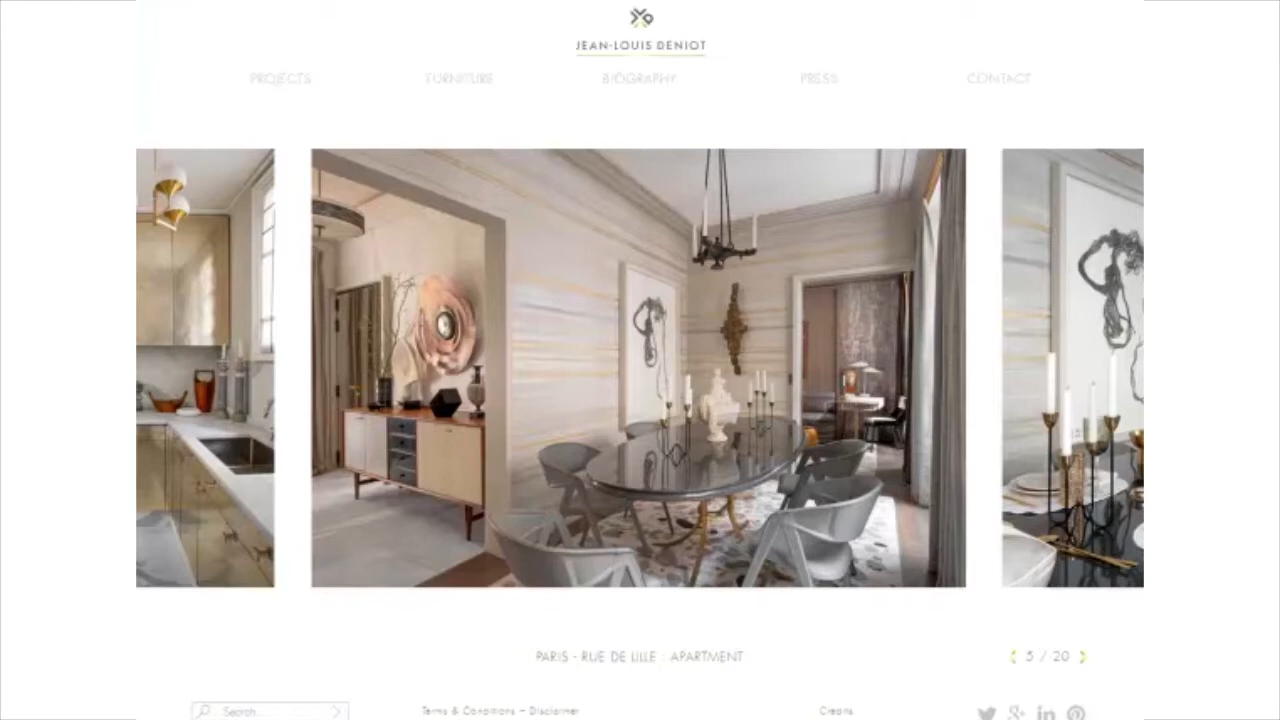 JEAN-LOUIS DENIOT
PROJECTS FURNITURE BIOGRAPHY PRESS CONTACT
PARIS - RUE DE LILLE : APARTMENT
5 / 20
Search... Terms & Conditions - Disclaimer Credits